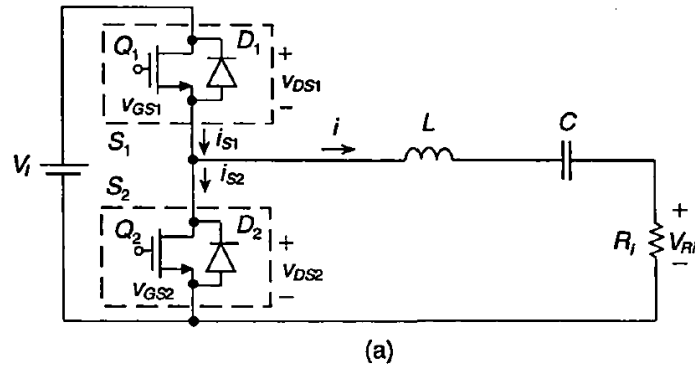 Q1
D1
+
vDS1
−
vGS1
S1
iS1
i
L
C
VI
iS2
S2
Q2
D2
+
vDS2
−
vGS2
Ri
+
VRi
−
(a)